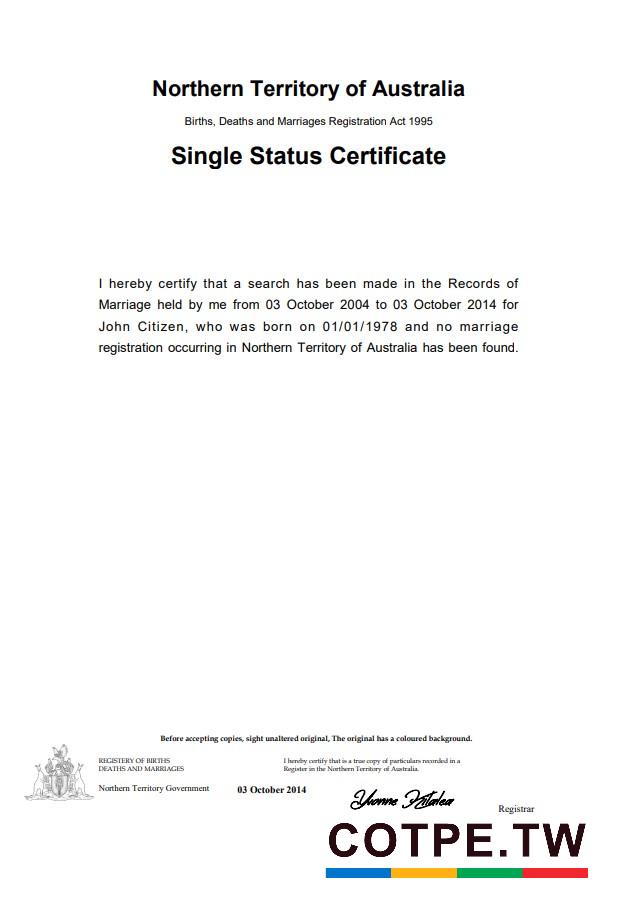 Northern Territory of Australia
Births, Deaths and Marriages Registration Act 1995
Single Status Certificate
I hereby certify that a search has been made in the Records of
Marriage held by me from 03 October 2004 to 03 October 2014 for
John Citizen, who was born on 01/01/1978 and no marriage
registration occurring in Northern Territory of Australia has been found.
Before accepting copies, sight unaltered original, The original has a coloured background.
REGISTERY OF BIRTHS
DEATHS AND MARRIAGES
I hereby certify that is a true copy of particulars recorded in a
Register in the Northern Territory of Australia.
Northern Territory Government
03 October 2014
Yvonne
Registrar
COTPE.TW